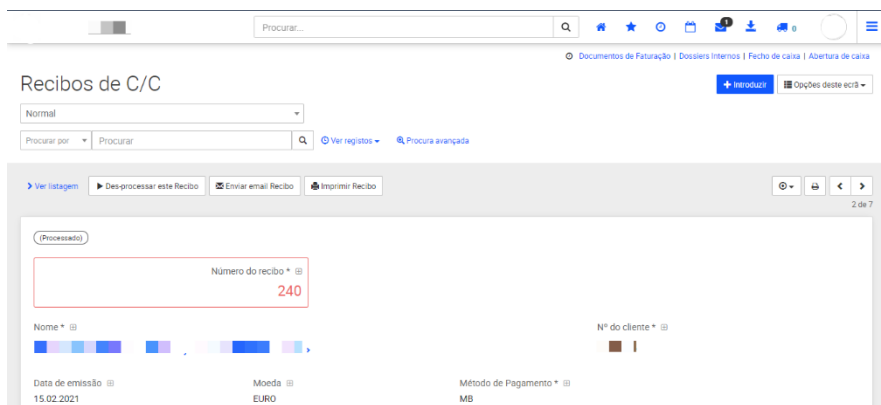 Procurar...
0
Documentos de Faturação | Dossiers Internos | Fecho de caixa | Abertura de caixa
Recibos de C/C
+ Introduzir
Opções deste ecrã
Normal
Procurar por
Procurar
Ver registos
Procura avançada
Ver listagem
Des-processar este Recibo
Enviar email Recibo
Imprimir Recibo
2 de 7
(Processado)
Número do recibo *
240
Nome *
Nº do cliente *
Data de emissão
Moeda
Método de Pagamento *
15.02.2021
EURO
MB